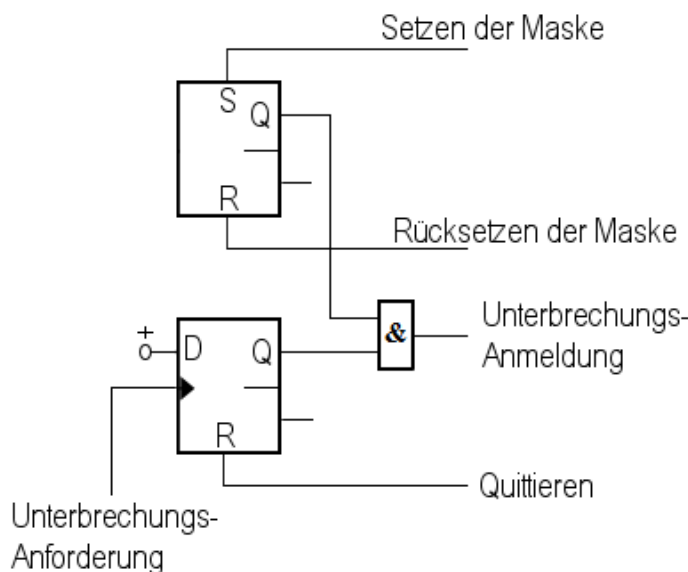 Setzen der Maske
S
Q
R
Rücksetzen der Maske
+
D
Q
&
Unterbrechungs-
Anmeldung
R
Quittieren
Unterbrechungs-
Anforderung